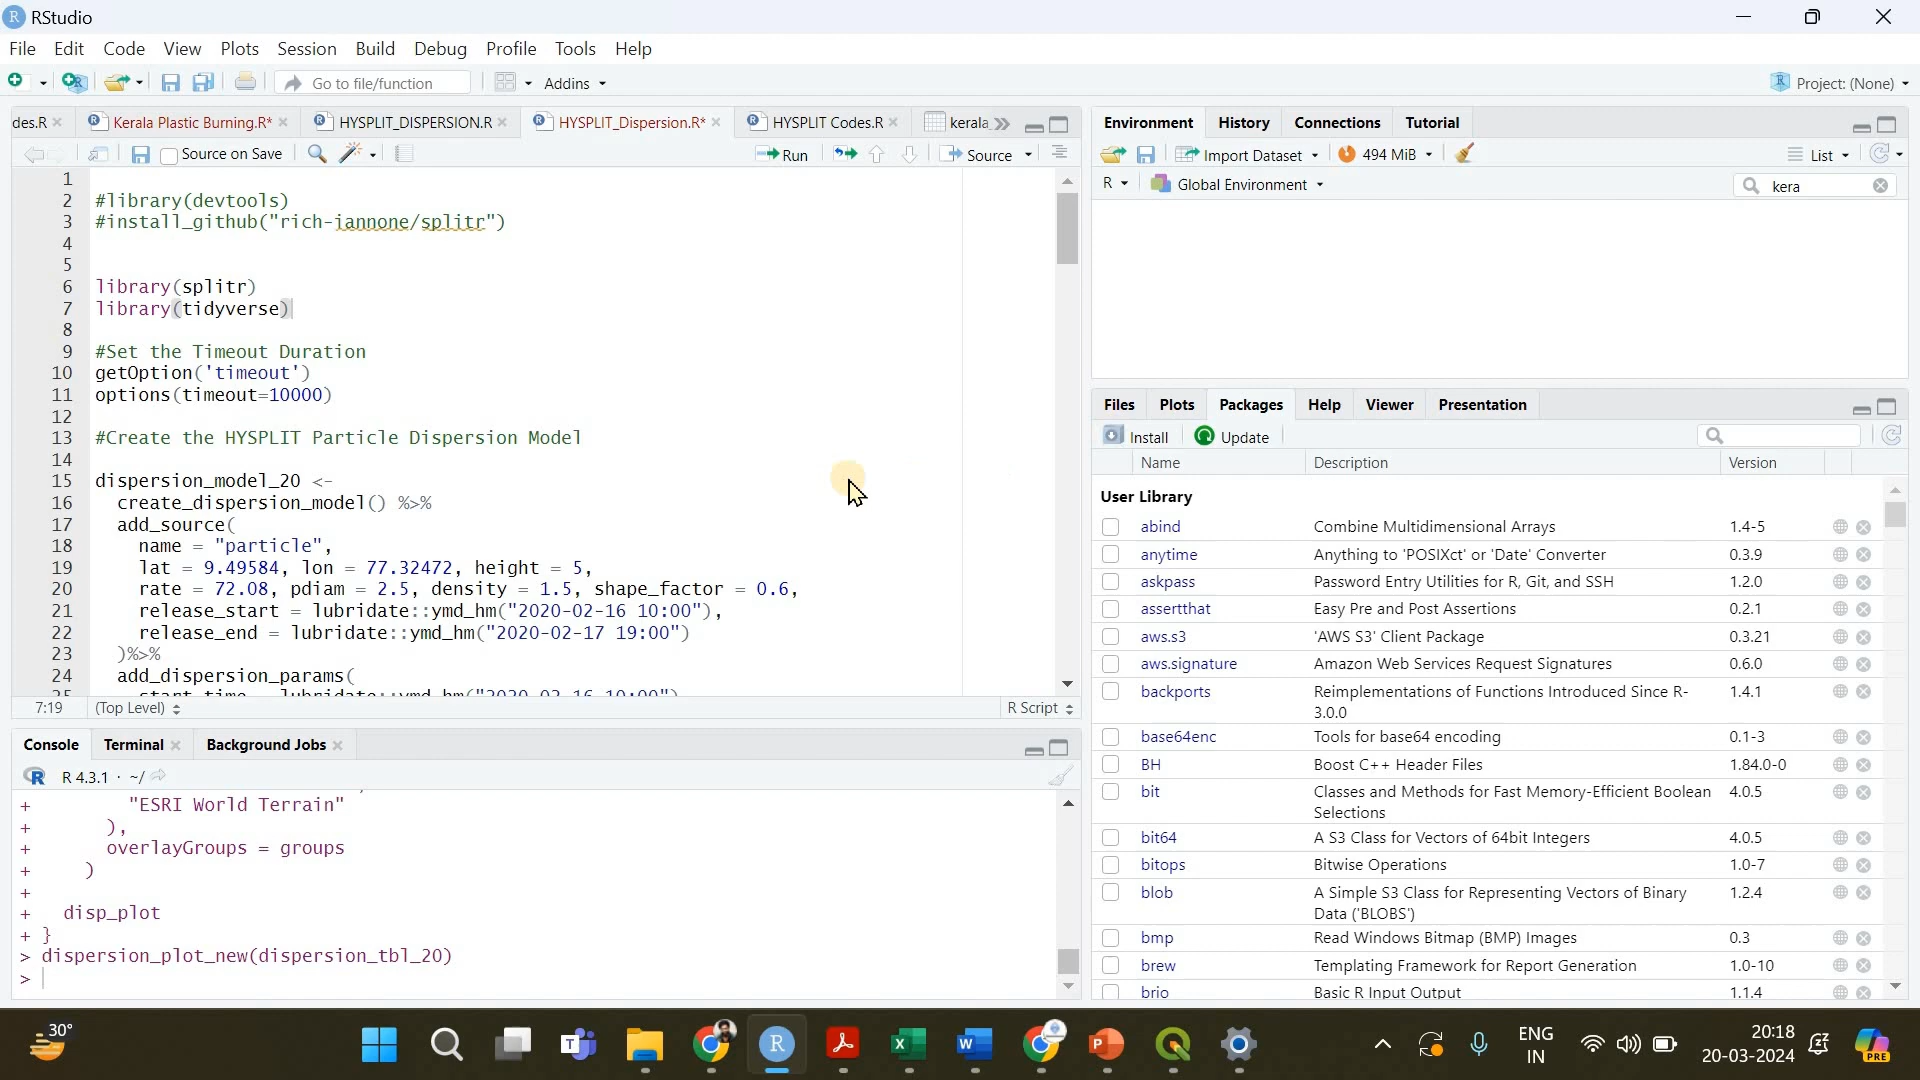 RStudio
File Edit Code View Plots Session Build Debug Profile Tools Help
Go to file/function Addins Project: (None)
des.R Kerala Plastic Burning.R* HYSPLIT_DISPERSION.R HYSPLIT_Dispersion.R* HYSPLIT Codes.R kerala_
Source on Save Run Source
1
2 #library(devtools)
3 #install_github("rich-iannone/splitr")
4
5
6 library(splitr)
7 library(tidyverse)
8
9 #Set the Timeout Duration
10 getOption('timeout')
11 options(timeout=10000)
12
13 #Create the HYSPLIT Particle Dispersion Model
14
15 dispersion_model_20 <-
16 create_dispersion_model() %>%
17 add_source(
18 name = "particle",
19 lat = 9.49584, lon = 77.32472, height = 5,
20 rate = 72.08, pdiam = 2.5, density = 1.5, shape_factor = 0.6,
21 release_start = lubridate::ymd_hm("2020-02-16 10:00"),
22 release_end = lubridate::ymd_hm("2020-02-17 19:00")
23 )%>%
24 add_dispersion_params(
25 start_time = lubridate::ymd_hm("2020-02-16 10:00")
7:19 (Top Level) R Script
Console Terminal Background Jobs
R 4.3.1 · ~/
+ "ESRI World Terrain"
+ ),
+ overlayGroups = groups
+ )
+
+ disp_plot
+ }
> dispersion_plot_new(dispersion_tbl_20)
>
Environment History Connections Tutorial
Import Dataset 494 MiB List
R Global Environment kera
Files Plots Packages Help Viewer Presentation
Install Update
Name Description Version
User Library
abind Combine Multidimensional Arrays 1.4-5
anytime Anything to 'POSIXct' or 'Date' Converter 0.3.9
askpass Password Entry Utilities for R, Git, and SSH 1.2.0
assertthat Easy Pre and Post Assertions 0.2.1
aws.s3 'AWS S3' Client Package 0.3.21
aws.signature Amazon Web Services Request Signatures 0.6.0
backports Reimplementations of Functions Introduced Since R- 1.4.1
3.0.0
base64enc Tools for base64 encoding 0.1-3
BH Boost C++ Header Files 1.84.0-0
bit Classes and Methods for Fast Memory-Efficient Boolean 4.0.5
Selections
bit64 A S3 Class for Vectors of 64bit Integers 4.0.5
bitops Bitwise Operations 1.0-7
blob A Simple S3 Class for Representing Vectors of Binary 1.2.4
Data ('BLOBS')
bmp Read Windows Bitmap (BMP) Images 0.3
brew Templating Framework for Report Generation 1.0-10
brio Basic R Input Output 1.1.4
30° ENG 20:18
IN 20-03-2024
PRE